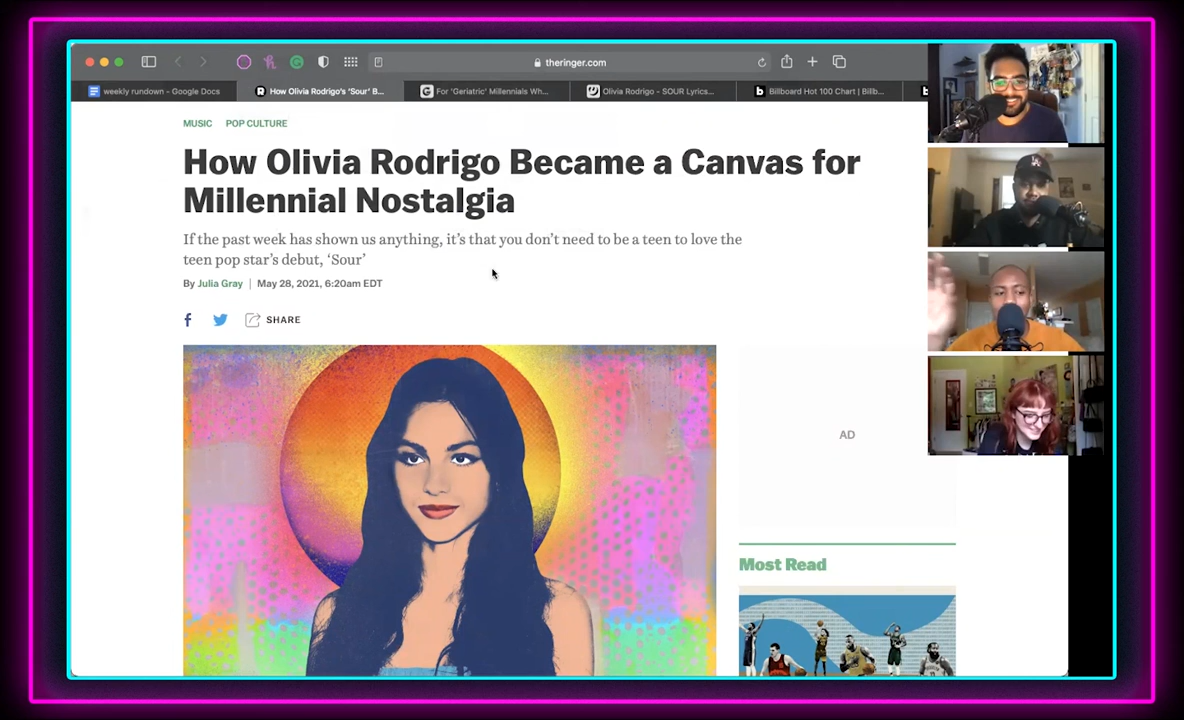 theringer.com
weekly rundown - Google Docs
How Olivia Rodrigo's 'Sour' B...
For 'Geriatric' Millennials Wh...
Olivia Rodrigo - SOUR Lyrics...
Billboard Hot 100 Chart | Billb...
MUSIC POP CULTURE
How Olivia Rodrigo Became a Canvas for
Millennial Nostalgia
If the past week has shown us anything, it's that you don't need to be a teen to love the
teen pop star's debut, 'Sour'
By Julia Gray | May 28, 2021, 6:20am EDT
SHARE
AD
Most Read